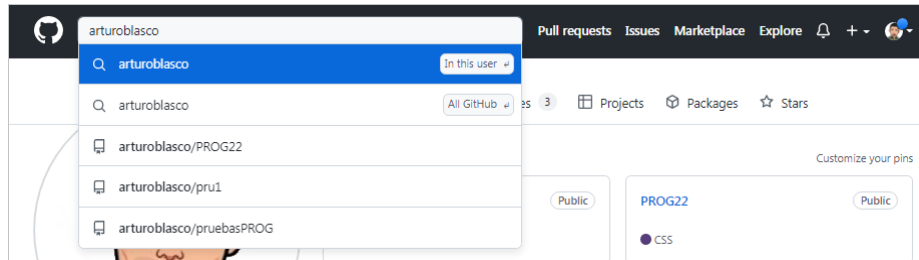 arturoblasco
Pull requests Issues Marketplace Explore
arturoblasco In this user
arturoblasco All GitHub
3 Projects Packages Stars
arturoblasco/PROG22
Customize your pins
arturoblasco/pru1
Public PROG22 Public
arturoblasco/pruebasPROG
CSS